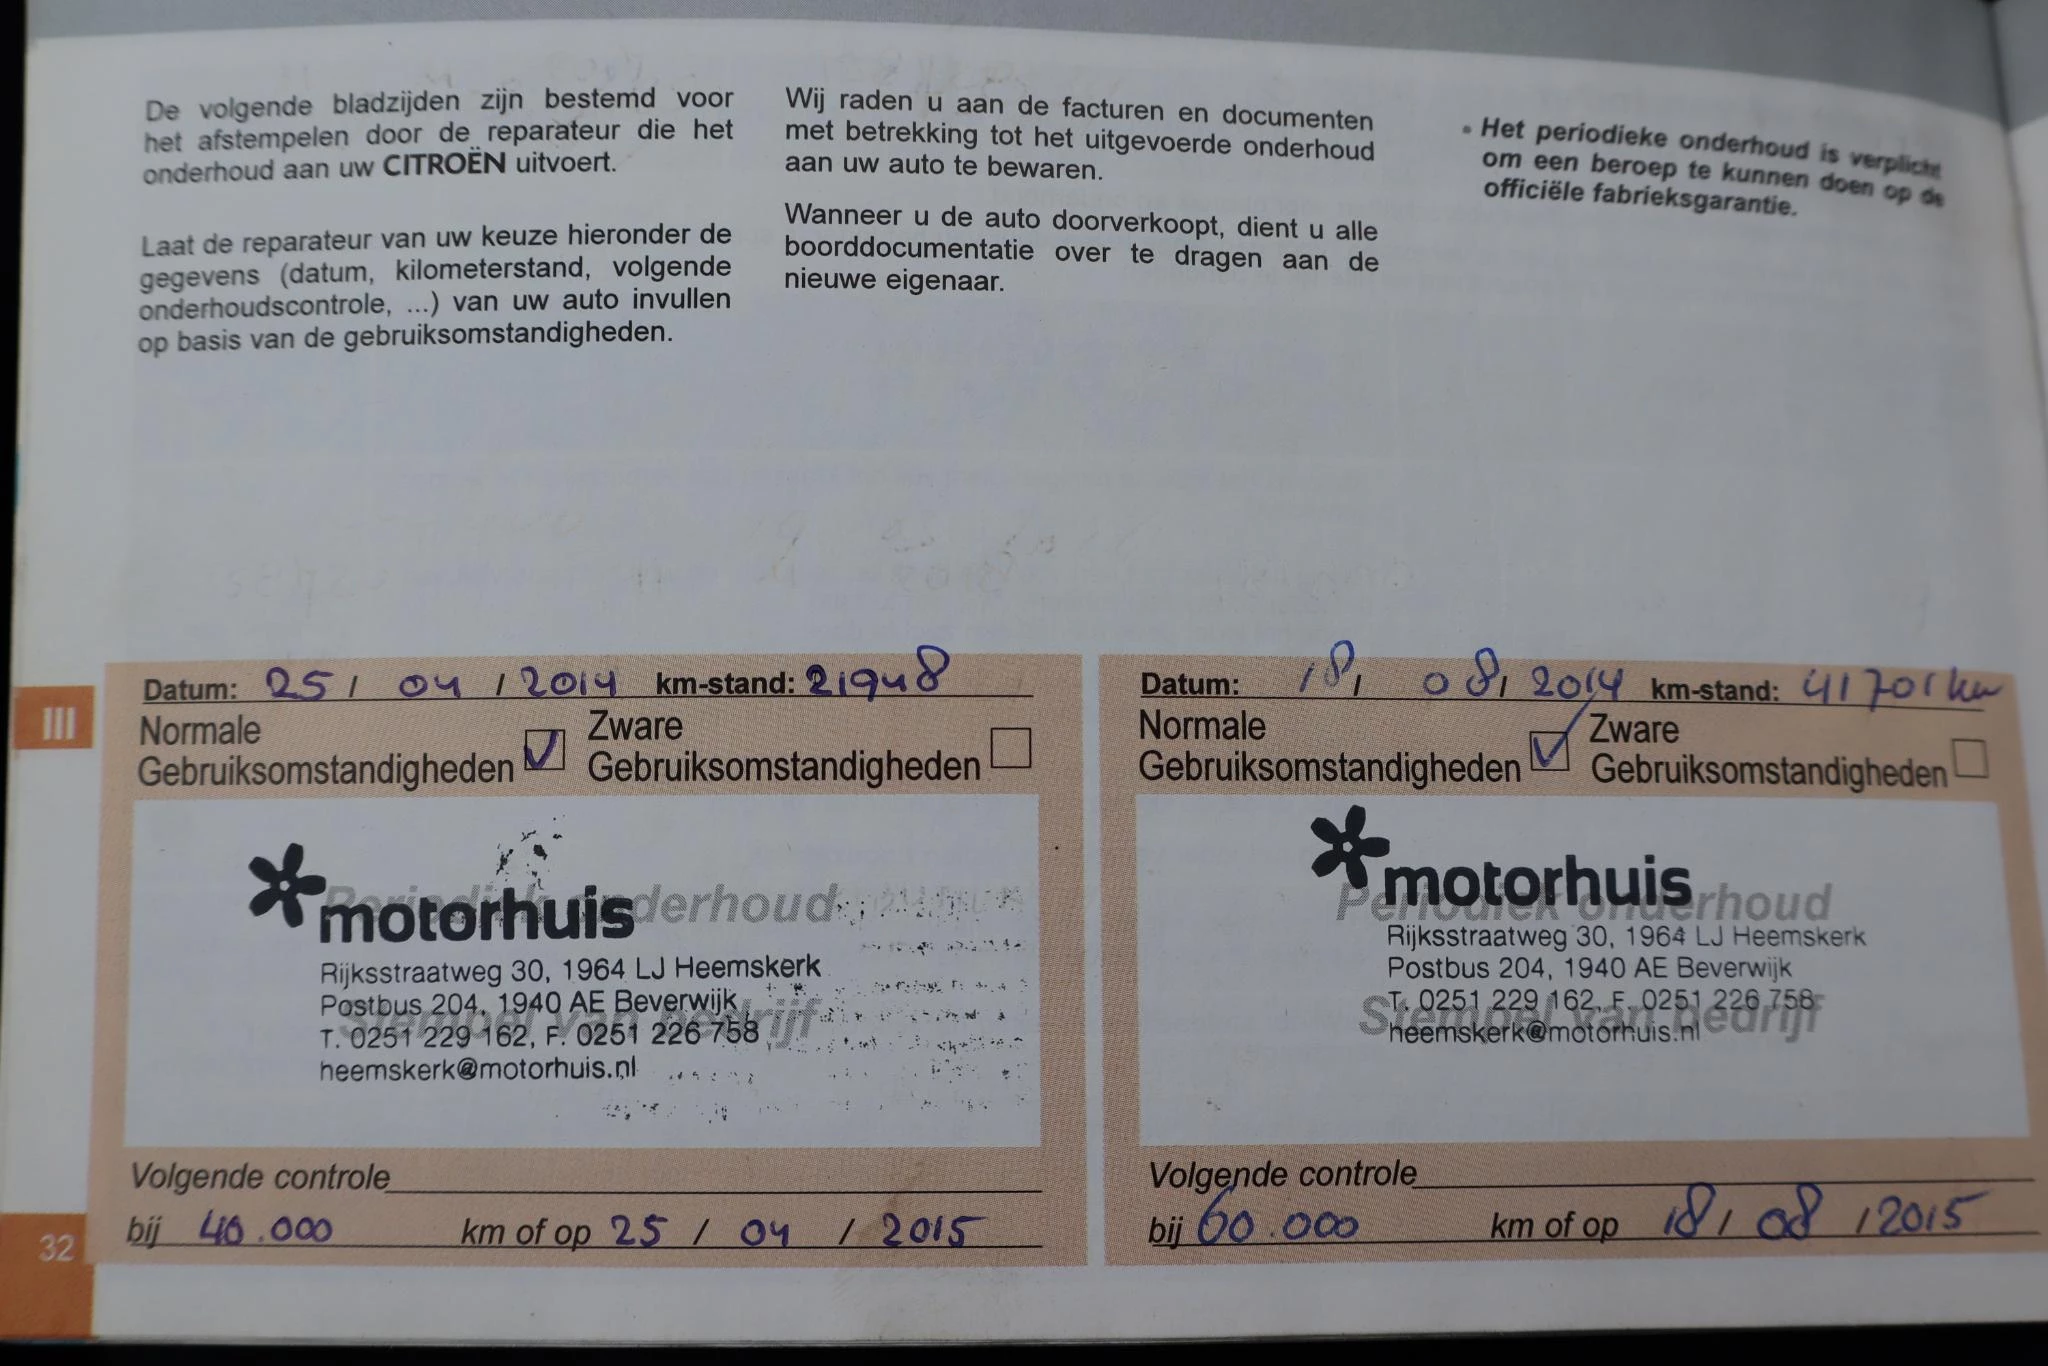 De volgende bladzijden zijn bestemd voor
het afstempelen door de reparateur die het
onderhoud aan uw CITROËN uitvoert.
Laat de reparateur van uw keuze hieronder de
gegevens (datum, kilometerstand, volgende
onderhoudscontrole, ...) van uw auto invullen
op basis van de gebruiksomstandigheden.
Wij raden u aan de facturen en documenten
met betrekking tot het uitgevoerde onderhoud
aan uw auto te bewaren.
Wanneer u de auto doorverkoopt, dient u alle
boorddocumentatie over te dragen aan de
nieuwe eigenaar.
• Het periodieke onderhoud is verplicht
om een beroep te kunnen doen op de
officiële fabrieksgarantie.
III
Datum: 25 / 04 / 2014 km-stand: 21948
Normale
Gebruiksomstandigheden
Zware
Gebruiksomstandigheden
Periodiek onderhoud
motorhuis
Rijksstraatweg 30, 1964 LJ Heemskerk
Postbus 204, 1940 AE Beverwijk
Stempel van bedrijf
T. 0251 229 162, F. 0251 226 758
heemskerk@motorhuis.nl
Volgende controle
bij 40.000 km of op 25 / 04 / 2015
Datum: 18 / 08 / 2014 km-stand: 41701 km
Normale
Gebruiksomstandigheden
Zware
Gebruiksomstandigheden
motorhuis
Periodiek onderhoud
Rijksstraatweg 30, 1964 LJ Heemskerk
Postbus 204, 1940 AE Beverwijk
T. 0251 229 162, F. 0251 226 758
Stempel van bedrijf
heemskerk@motorhuis.nl
Volgende controle
bij 60.000 km of op 18 / 08 / 2015
32